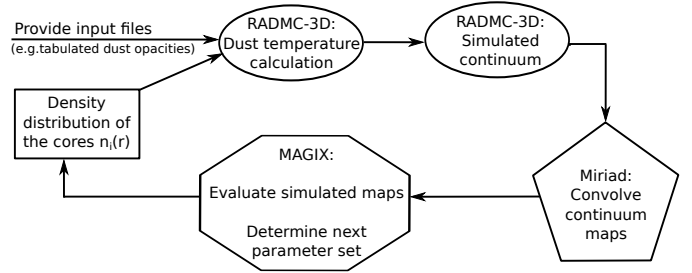 Provide input files
(e.g.tabulated dust opacities)
RADMC-3D:
Dust temperature
calculation
RADMC-3D:
Simulated
continuum
Density
distribution of
the cores nᵢ(r)
MAGIX:
Evaluate simulated maps
Determine next
parameter set
Miriad:
Convolve
continuum
maps